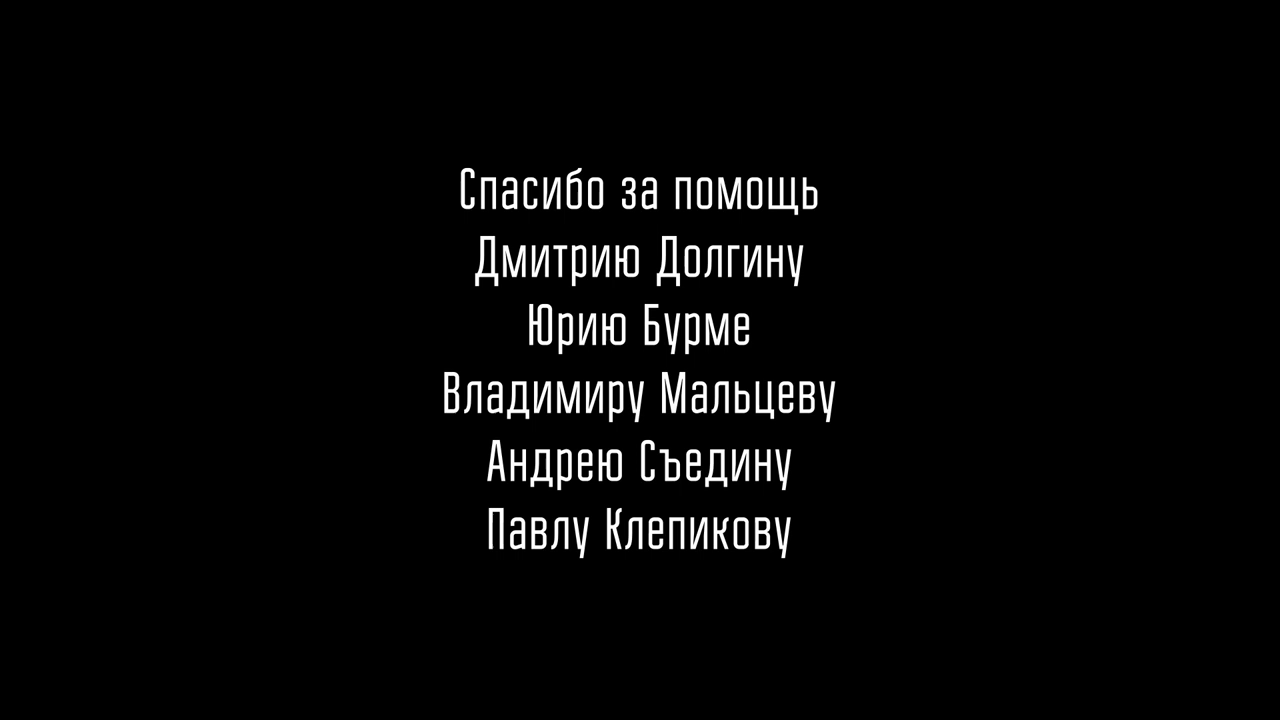 Спасибо за помощь
Дмитрию Долгину
Юрию Бурме
Владимиру Мальцеву
Андрею Съедину
Павлу Клепикову